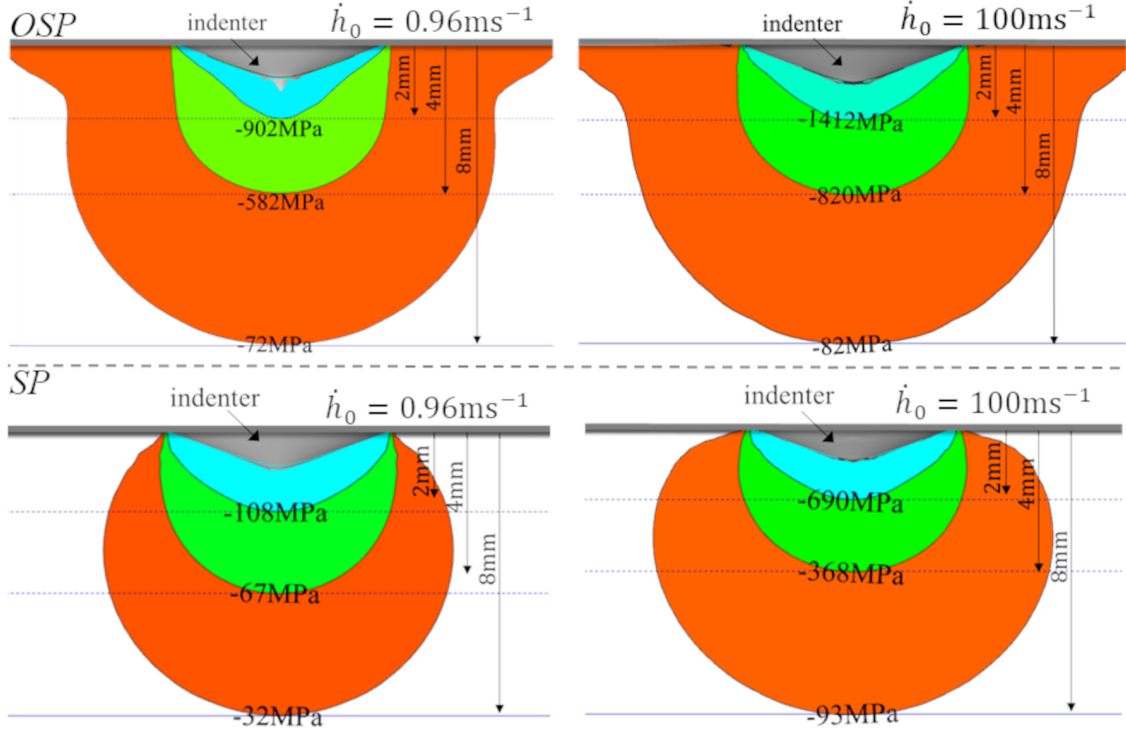 OSP
indenter
ḣ₀ = 0.96ms⁻¹
2mm
4mm
8mm
-902MPa
-582MPa
-72MPa
indenter
ḣ₀ = 100ms⁻¹
2mm
4mm
8mm
-1412MPa
-820MPa
-82MPa
SP
indenter
ḣ₀ = 0.96ms⁻¹
2mm
4mm
8mm
-108MPa
-67MPa
-32MPa
indenter
ḣ₀ = 100ms⁻¹
2mm
4mm
8mm
-690MPa
-368MPa
-93MPa